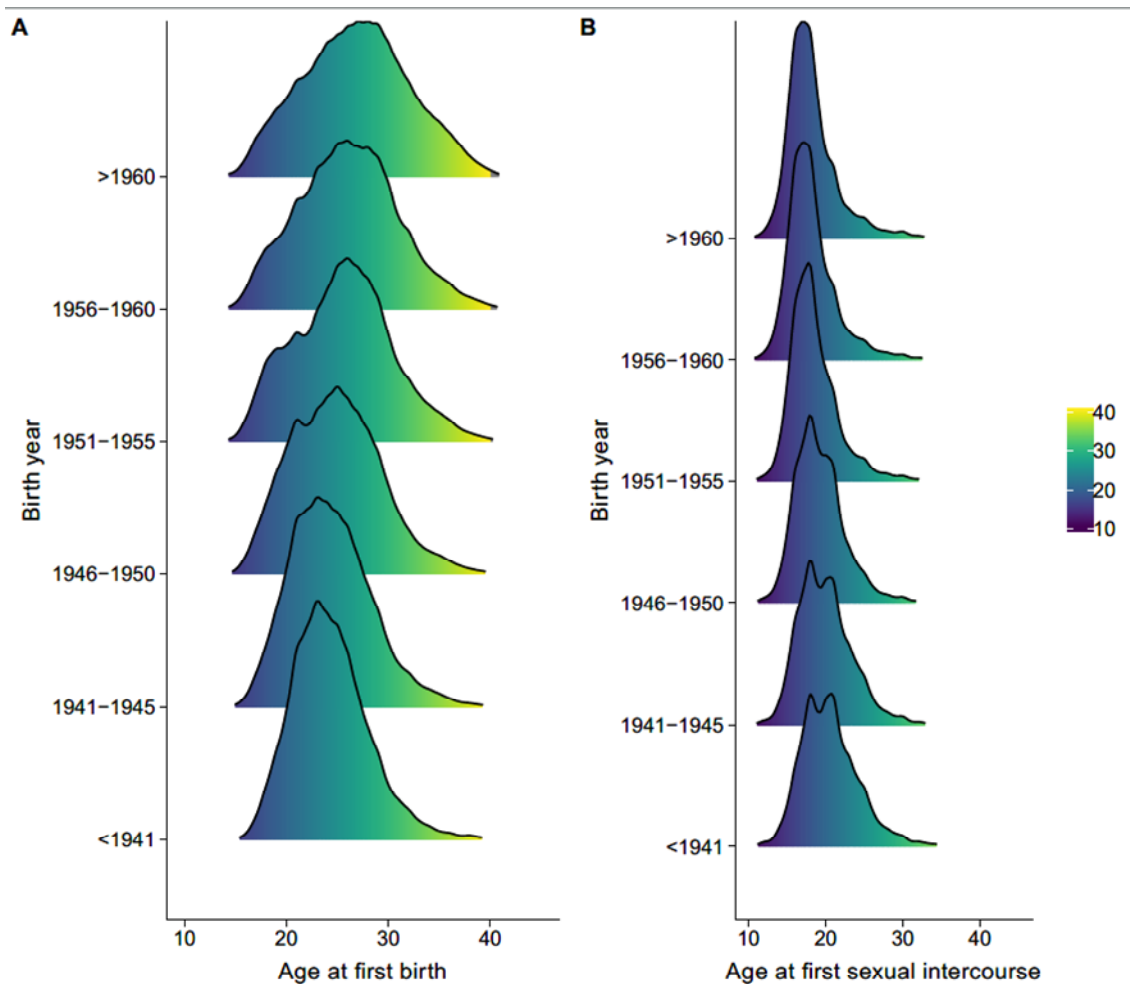 A
>1960
1956−1960
1951−1955
1946−1950
1941−1945
<1941
Birth year
10 20 30 40
Age at first birth
B
>1960
1956−1960
1951−1955
1946−1950
1941−1945
<1941
Birth year
10 20 30 40
Age at first sexual intercourse
40
30
20
10